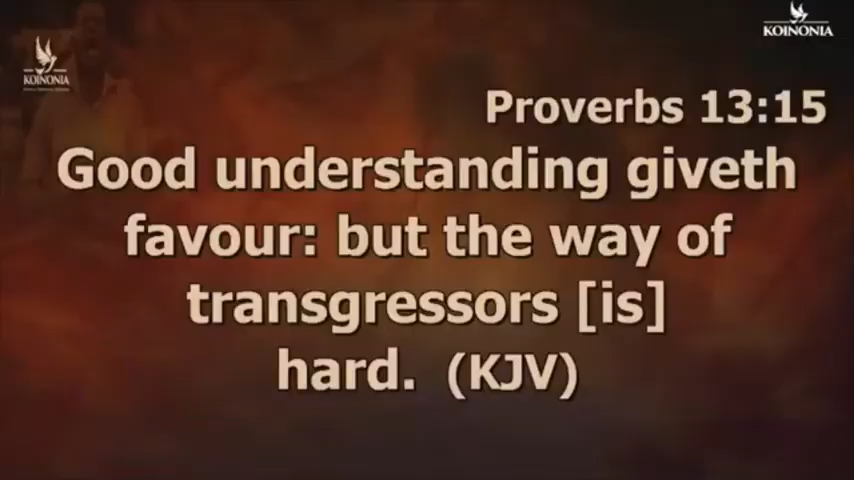 KOINONIA
KOINONIA
Proverbs 13:15
Good understanding giveth
favour: but the way of
transgressors [is]
hard. (KJV)